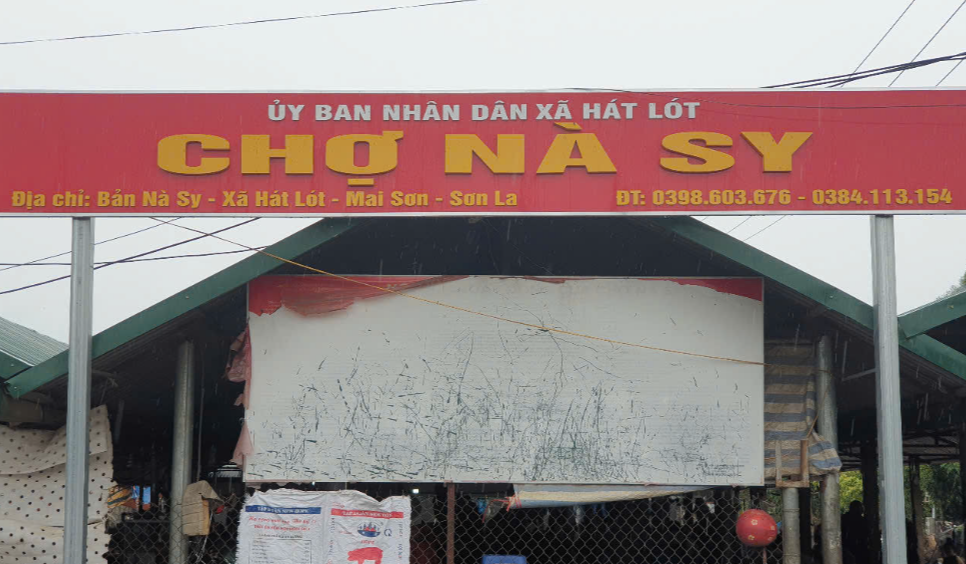 ỦY BAN NHÂN DÂN XÃ HÁT LÓT
CHỢ NÀ SY
Địa chỉ: Bản Nà Sy - Xã Hát Lót - Mai Sơn - Sơn La
ĐT: 0398.603.676 - 0384.113.154